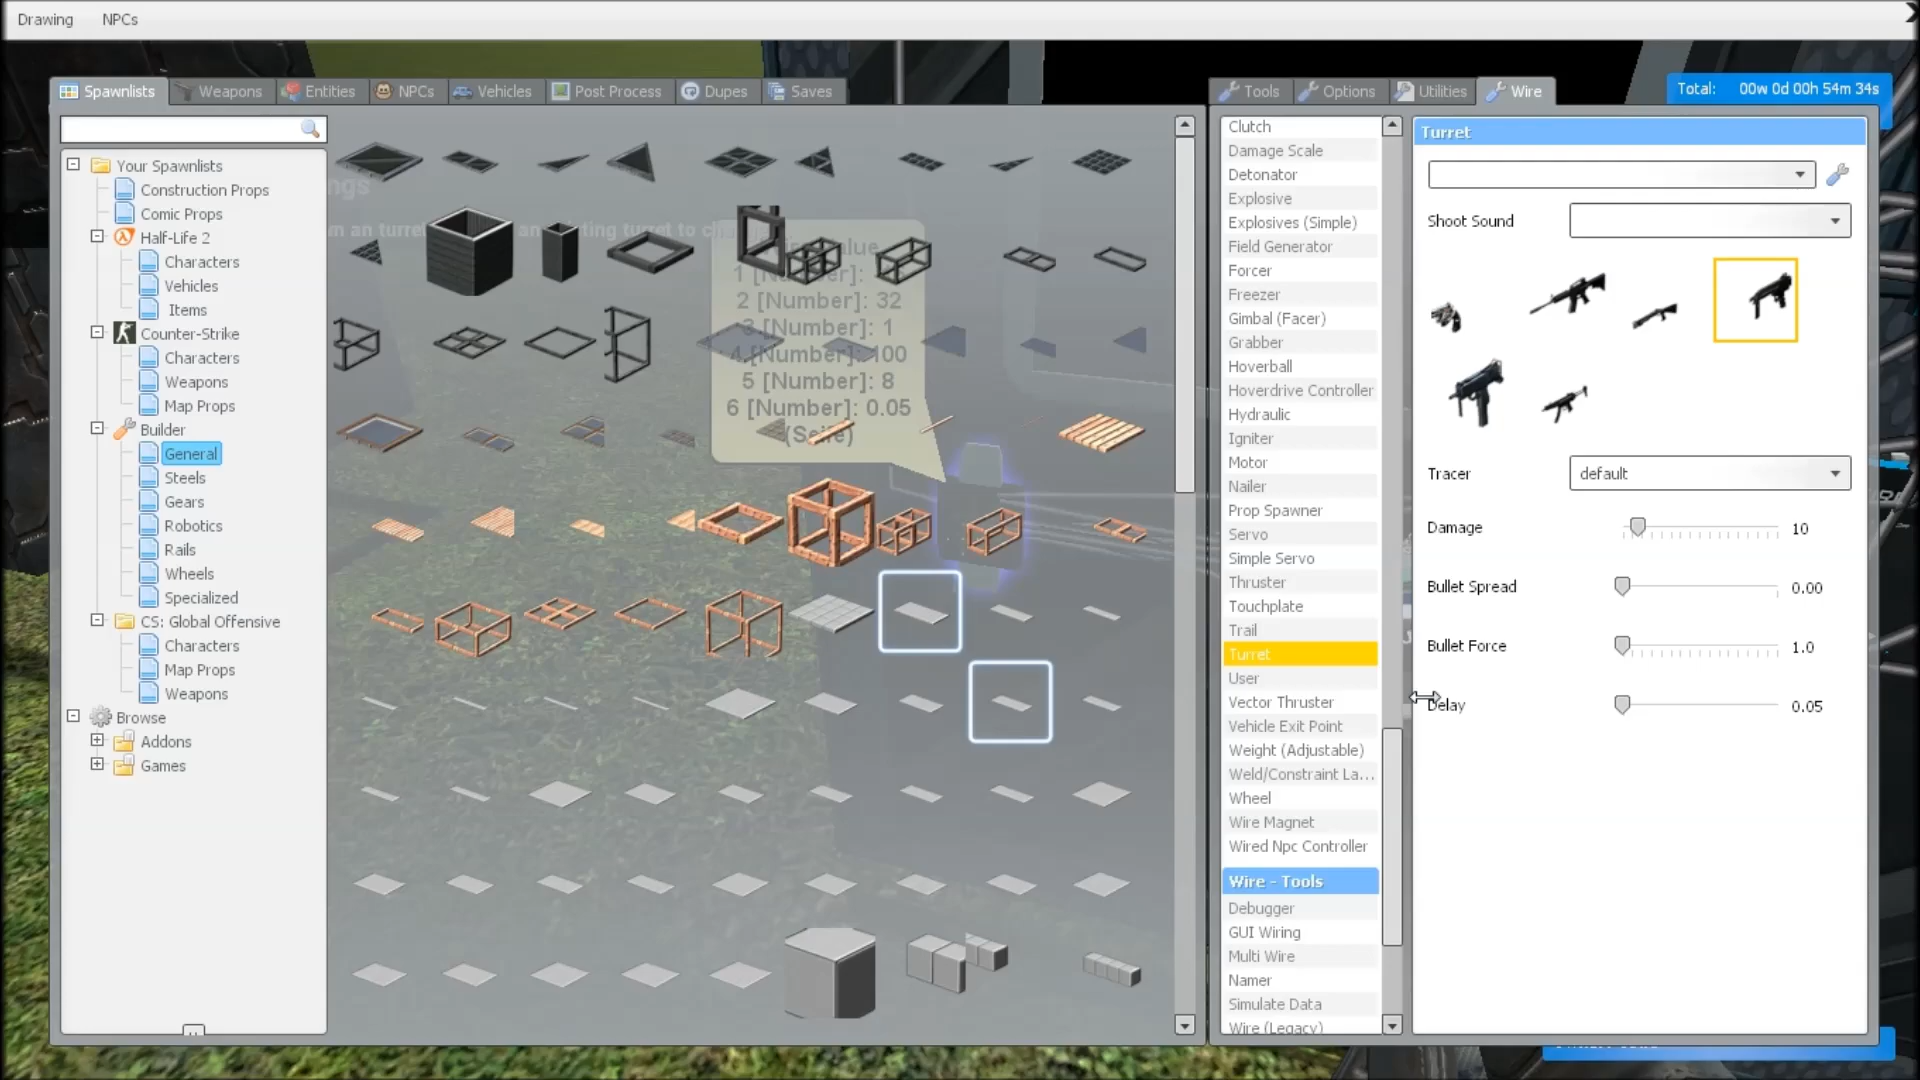 Drawing NPCs
Spawnlists Weapons Entities NPCs Vehicles Post Process Dupes Saves
Your Spawnlists
Construction Props
Comic Props
Half-Life 2
Characters
Vehicles
Items
Counter-Strike
Characters
Weapons
Map Props
Builder
General
Steels
Gears
Robotics
Rails
Wheels
Specialized
CS: Global Offensive
Characters
Map Props
Weapons
Browse
Addons
Games
1 [Number]:
2 [Number]: 32
3 [Number]: 1
4 [Number]: 100
5 [Number]: 8
6 [Number]: 0.05
Tools Options Utilities Wire
Total: 00w 0d 00h 54m 34s
Clutch
Damage Scale
Detonator
Explosive
Explosives (Simple)
Field Generator
Forcer
Freezer
Gimbal (Facer)
Grabber
Hoverball
Hoverdrive Controller
Hydraulic
Igniter
Motor
Nailer
Prop Spawner
Servo
Simple Servo
Thruster
Touchplate
Trail
Turret
User
Vector Thruster
Vehicle Exit Point
Weight (Adjustable)
Weld/Constraint La...
Wheel
Wire Magnet
Wired Npc Controller
Wire - Tools
Debugger
GUI Wiring
Multi Wire
Namer
Simulate Data
Wire (Legacy)
Turret
Shoot Sound
Tracer default
Damage 10
Bullet Spread 0.00
Bullet Force 1.0
Delay 0.05